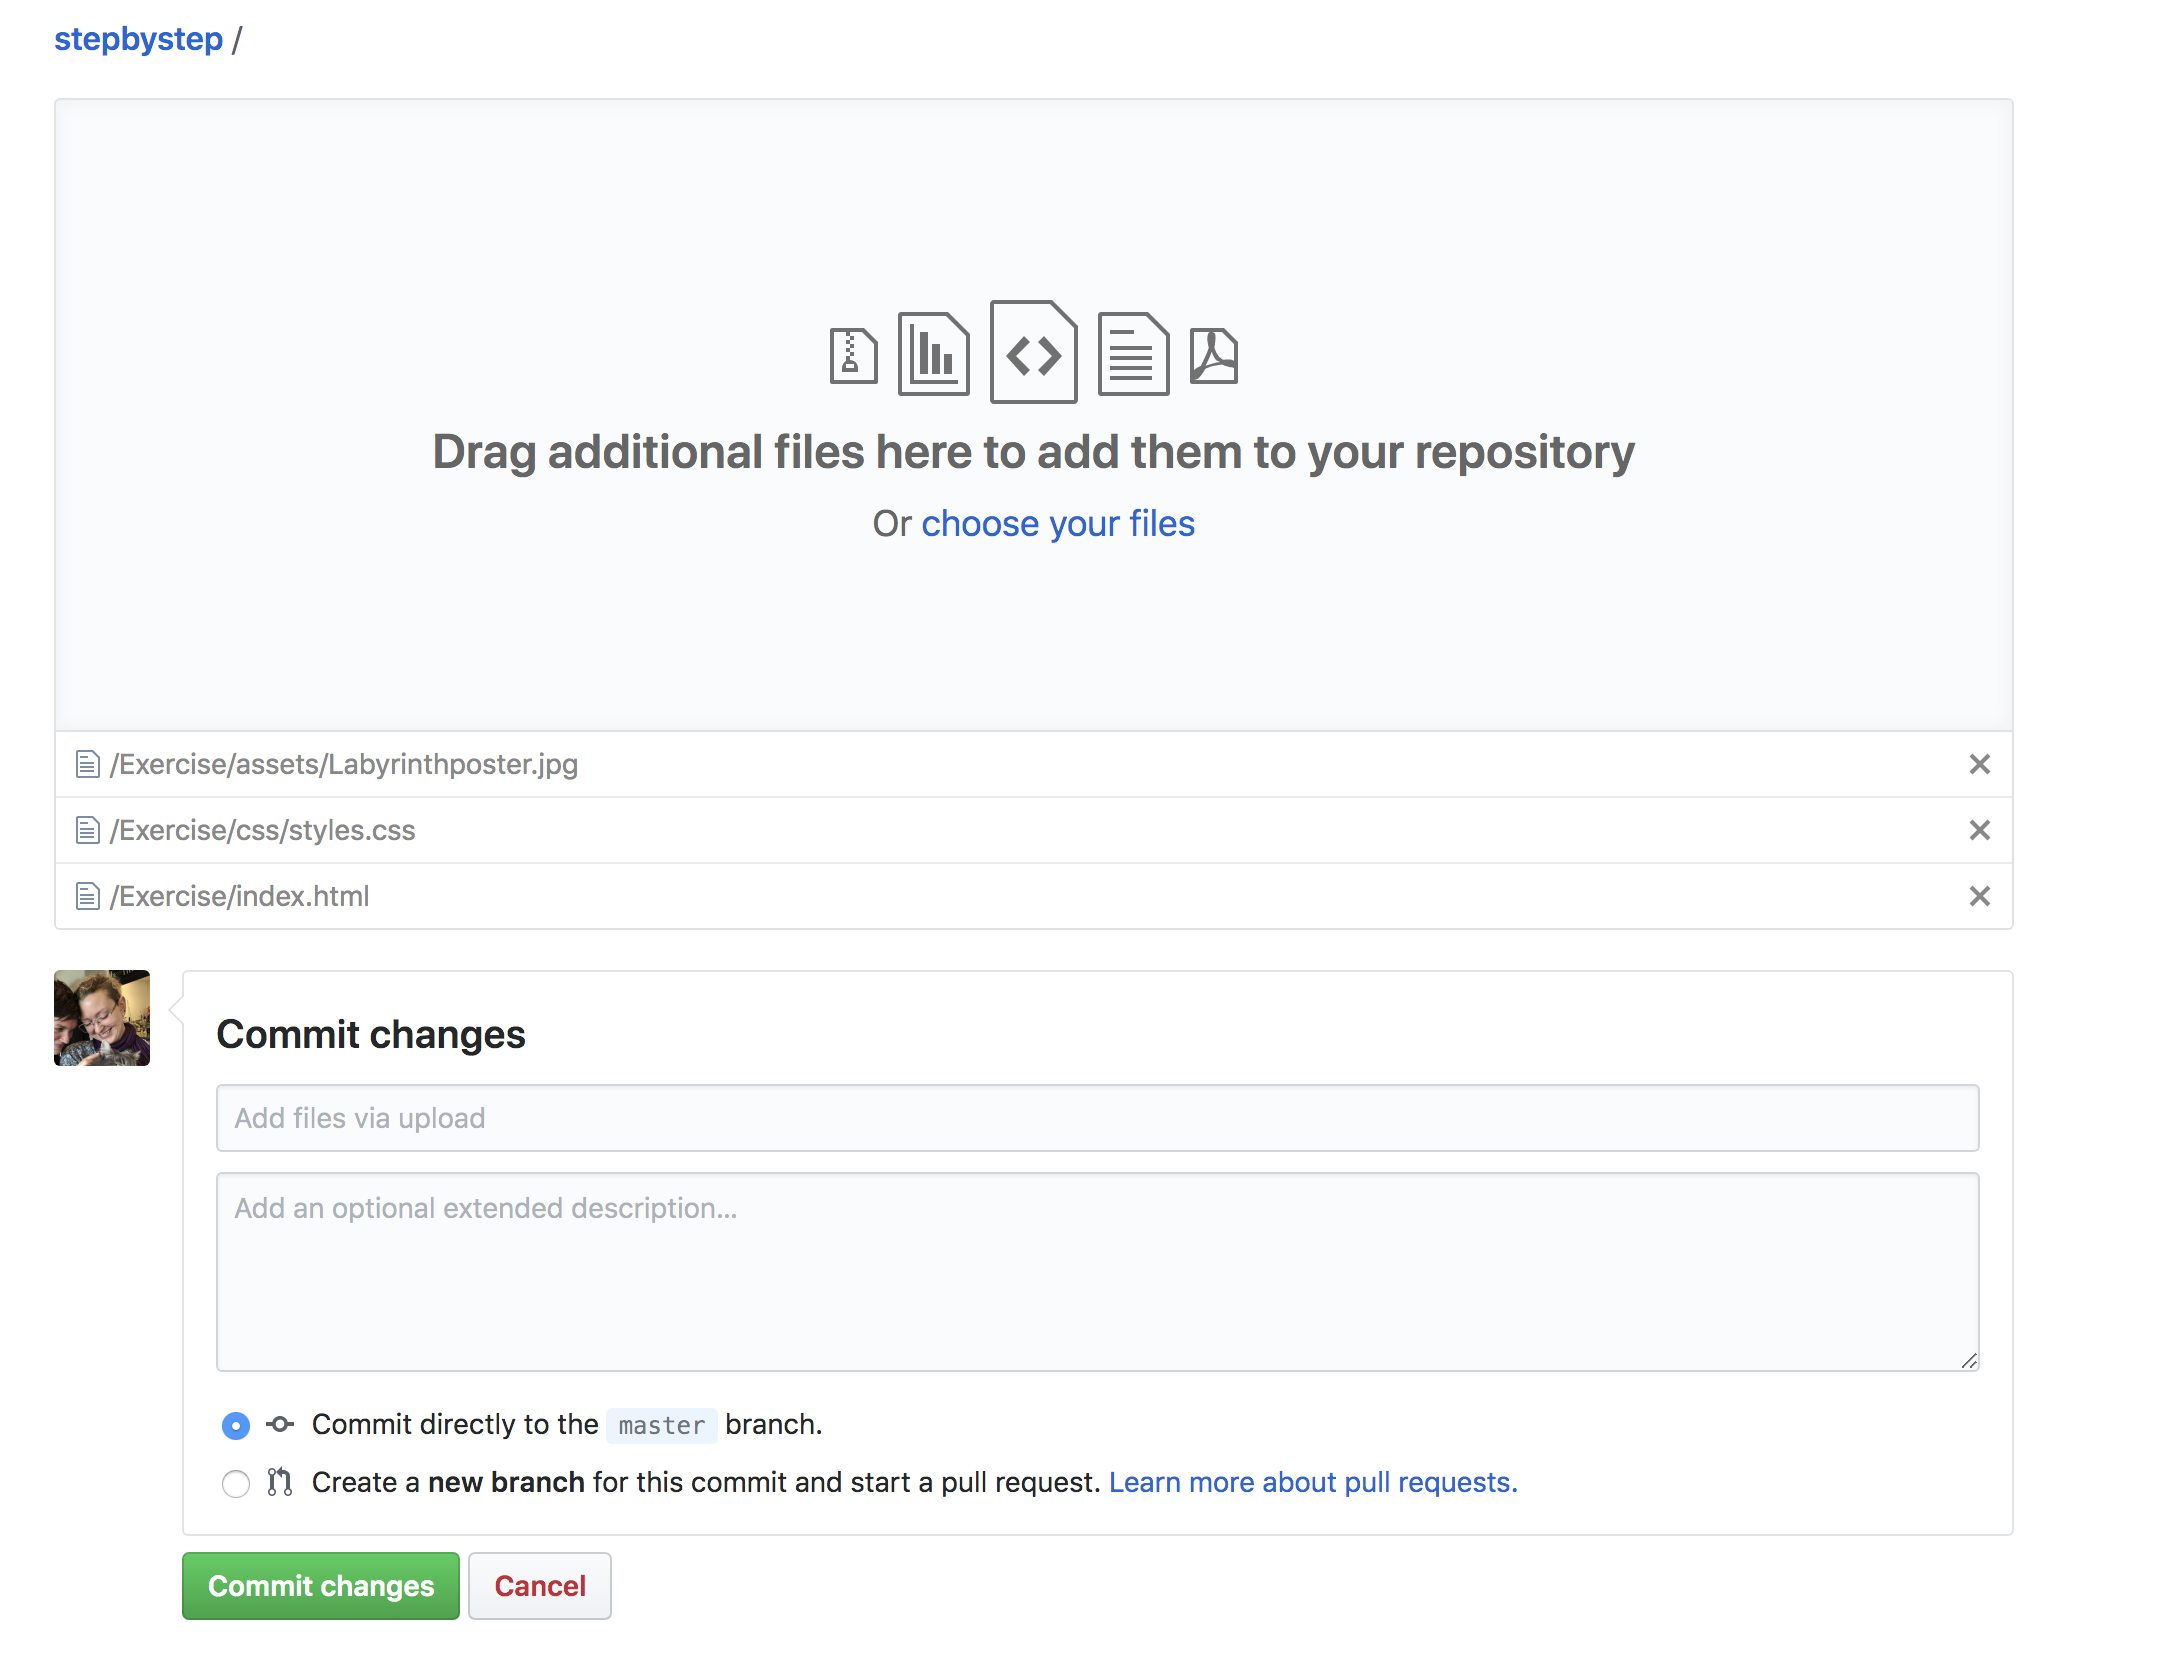 stepbystep /
Drag additional files here to add them to your repository
Or choose your files
/Exercise/assets/Labyrinthposter.jpg
/Exercise/css/styles.css
/Exercise/index.html
Commit changes
Add files via upload
Add an optional extended description...
Commit directly to the master branch.
Create a new branch for this commit and start a pull request. Learn more about pull requests.
Commit changes Cancel